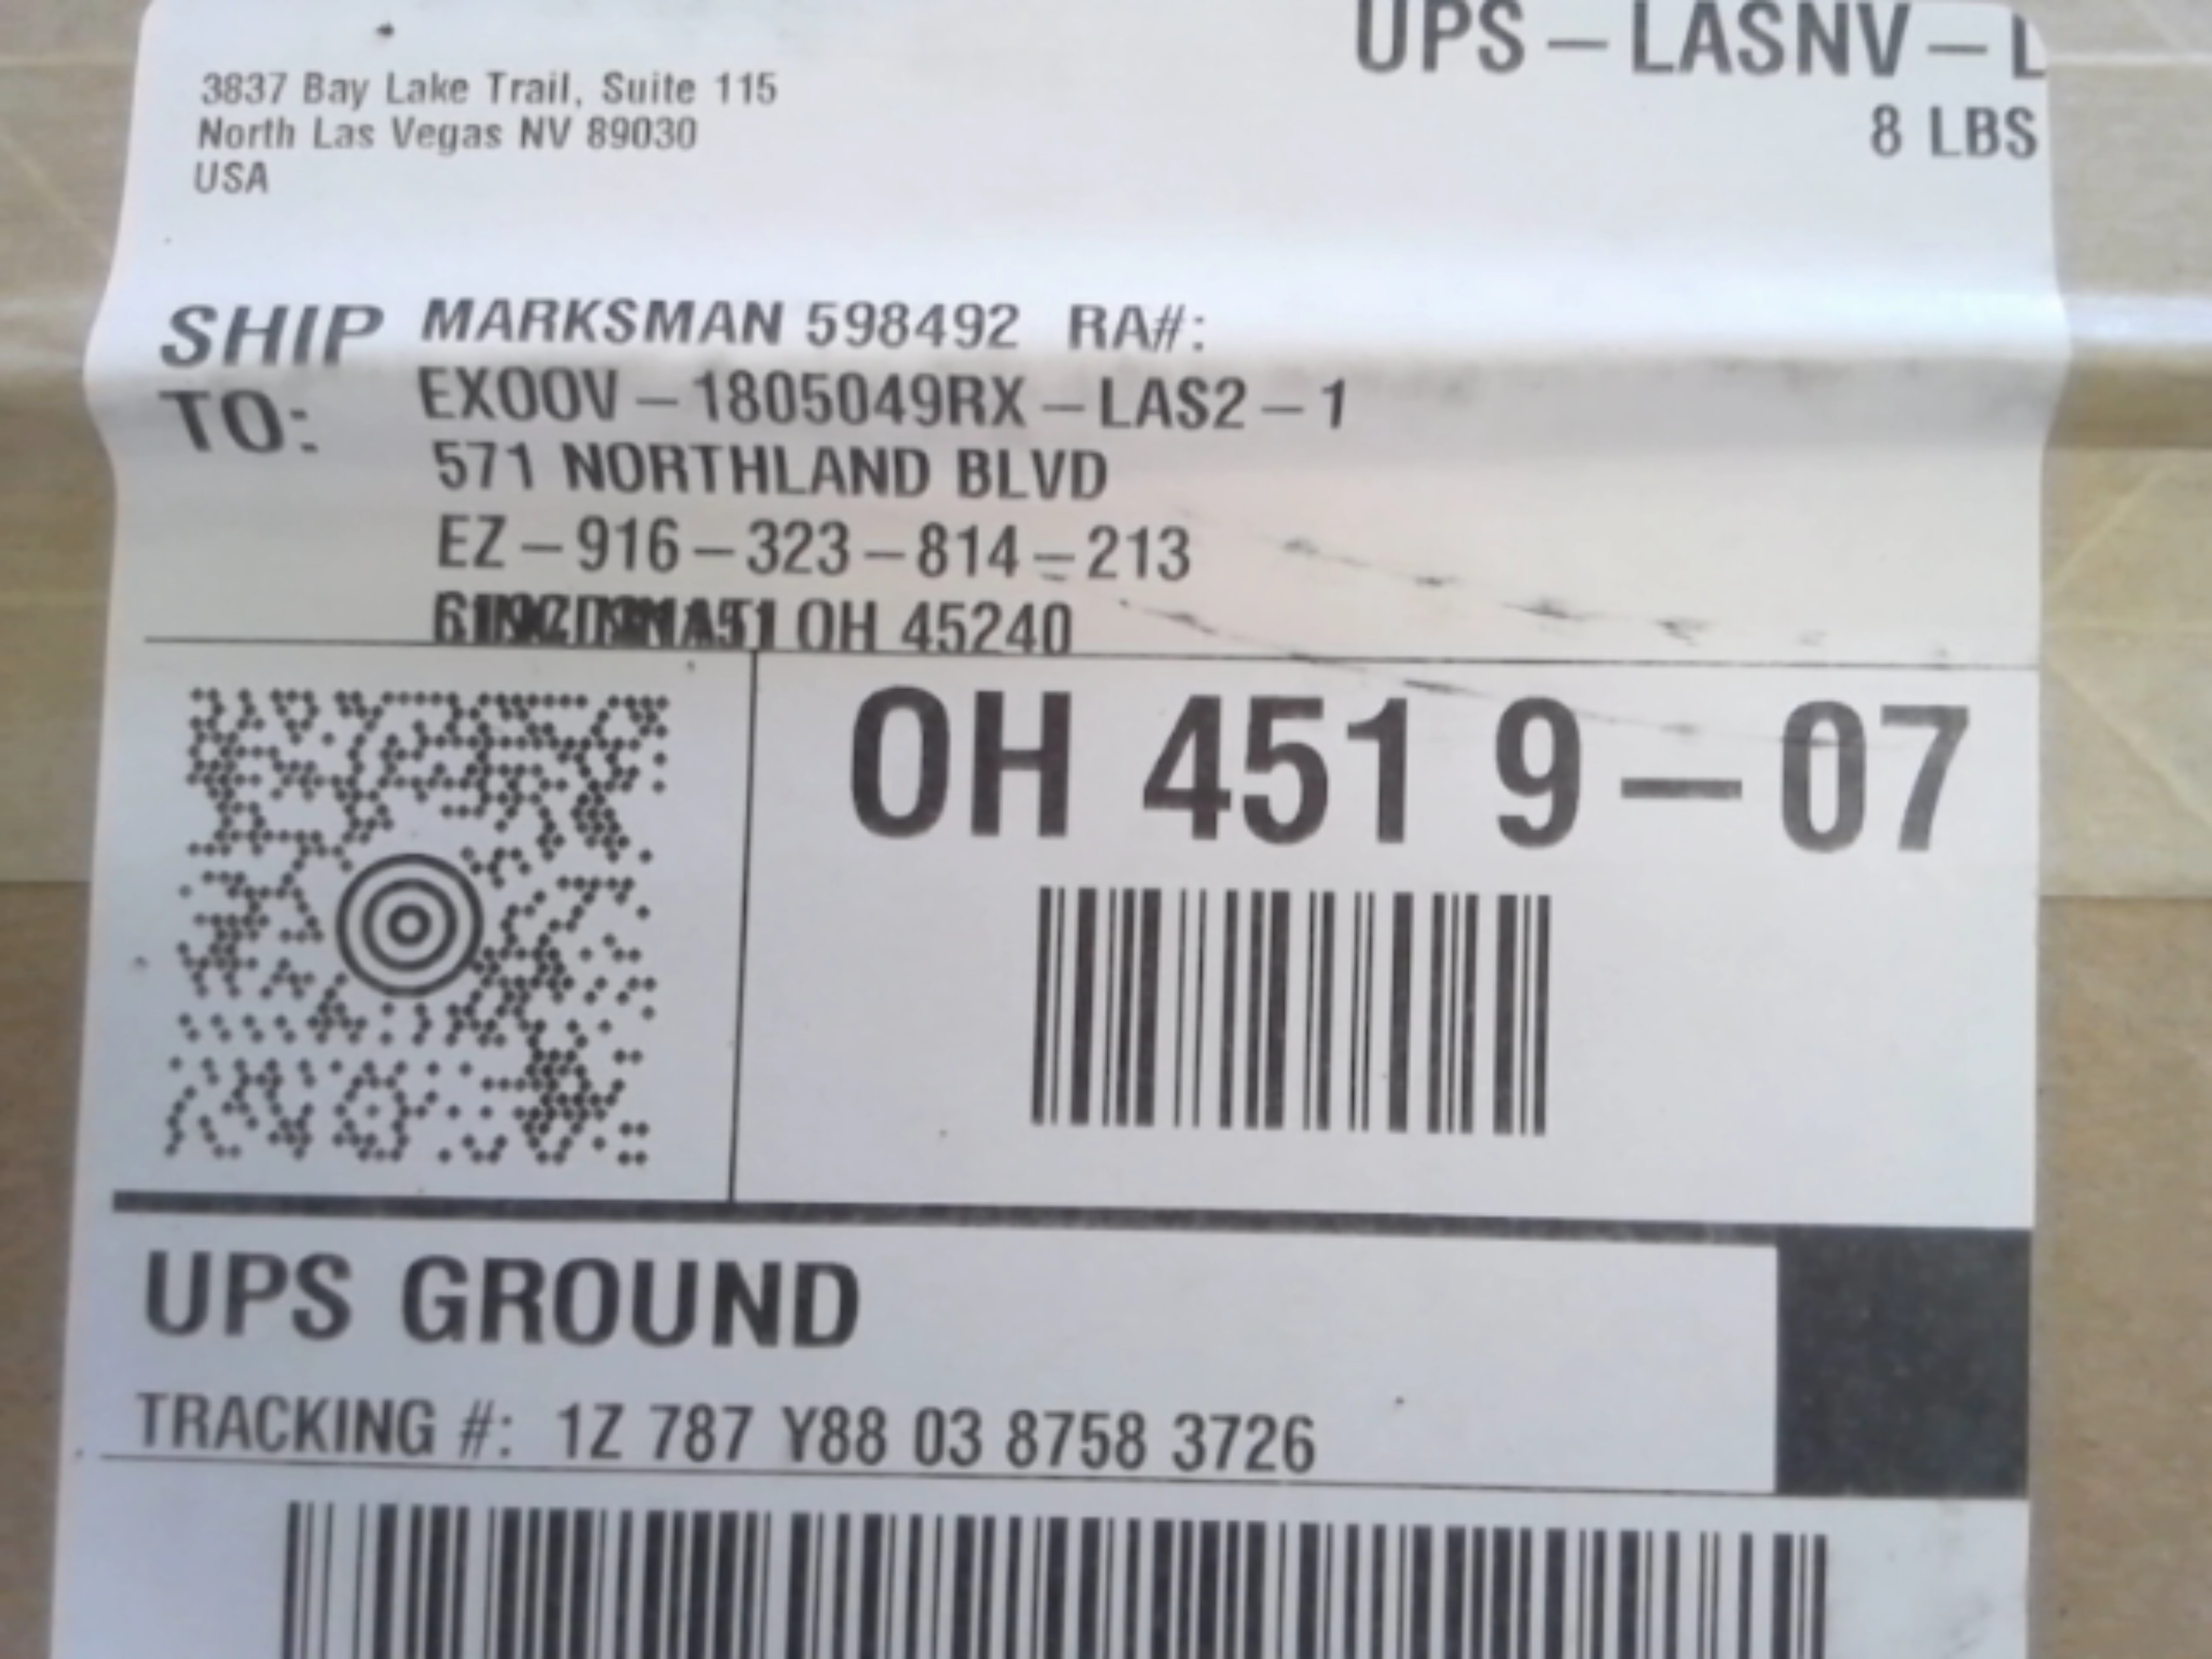 UPS – LASNV – L
8 LBS
3837 Bay Lake Trail, Suite 115
North Las Vegas NV 89030
USA
SHIP TO:
MARKSMAN 598492 RA#:
EXOOV – 1805049RX – LAS2 – 1
571 NORTHLAND BLVD
EZ – 916 – 323 – 814 – 213
OH 45240
OH 451 9 – 07
UPS GROUND
TRACKING #: 1Z 787 Y88 03 8758 3726